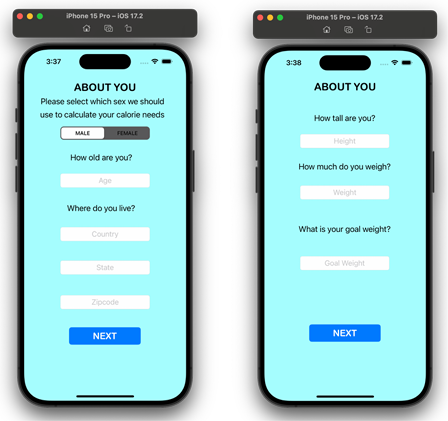 iPhone 15 Pro – iOS 17.2
3:37
ABOUT YOU
Please select which sex we should
use to calculate your calorie needs
MALE FEMALE
How old are you?
Age
Where do you live?
Country
State
Zipcode
NEXT
iPhone 15 Pro – iOS 17.2
3:38
ABOUT YOU
How tall are you?
Height
How much do you weigh?
Weight
What is your goal weight?
Goal Weight
NEXT